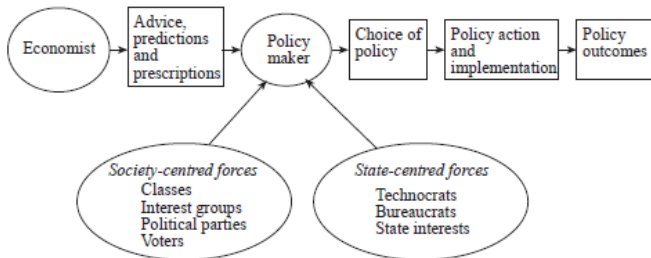 Economist
Advice,
predictions
and
prescriptions
Policy
maker
Choice of
policy
Policy action
and
implementation
Policy
outcomes
Society-centred forces
Classes
Interest groups
Political parties
Voters
State-centred forces
Technocrats
Bureaucrats
State interests